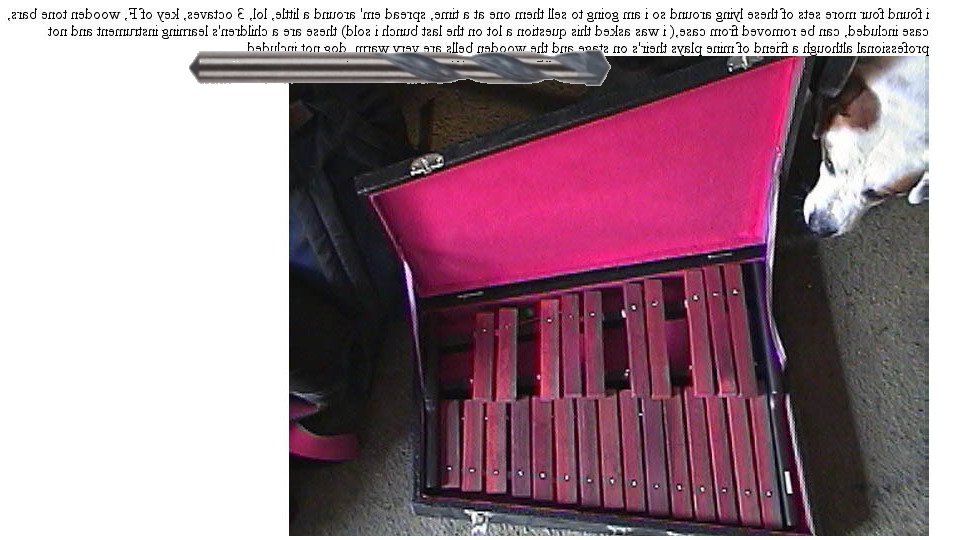 i found four more sets of these lying around so i am going to sell them one at a time, spread em' around a little, lol, 3 octaves, key of F, wooden tone bars,
case included, can be removed from case,( i was asked this question a lot on the last bunch i sold) these are a children's learning instrument and not
professional although a friend of mine plays their's on stage and the wooden bells are very warm, dog not included